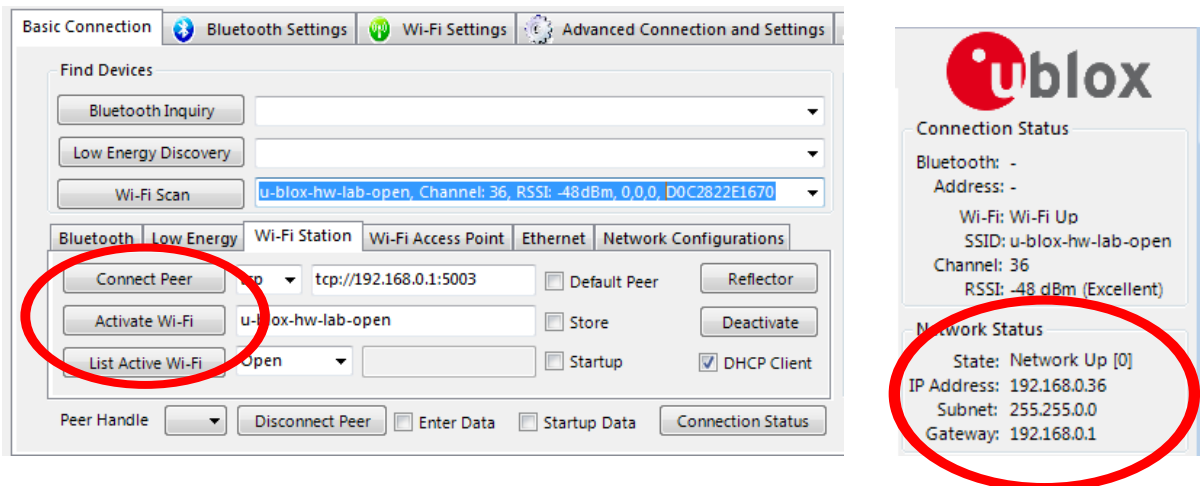 Basic Connection Bluetooth Settings Wi-Fi Settings Advanced Connection and Settings
Find Devices
Bluetooth Inquiry
Low Energy Discovery
Wi-Fi Scan u-blox-hw-lab-open, Channel: 36, RSSI: -48dBm, 0,0,0, D0C2822E1670
Bluetooth Low Energy Wi-Fi Station Wi-Fi Access Point Ethernet Network Configurations
Connect Peer tcp://192.168.0.1:5003 Default Peer Reflector
Activate Wi-Fi u-blox-hw-lab-open Store Deactivate
List Active Wi-Fi Open Startup DHCP Client
Peer Handle Disconnect Peer Enter Data Startup Data Connection Status
ublox
Connection Status
Bluetooth: -
Address: -
Wi-Fi: Wi-Fi Up
SSID: u-blox-hw-lab-open
Channel: 36
RSSI: -48 dBm (Excellent)
Network Status
State: Network Up [0]
IP Address: 192.168.0.36
Subnet: 255.255.0.0
Gateway: 192.168.0.1